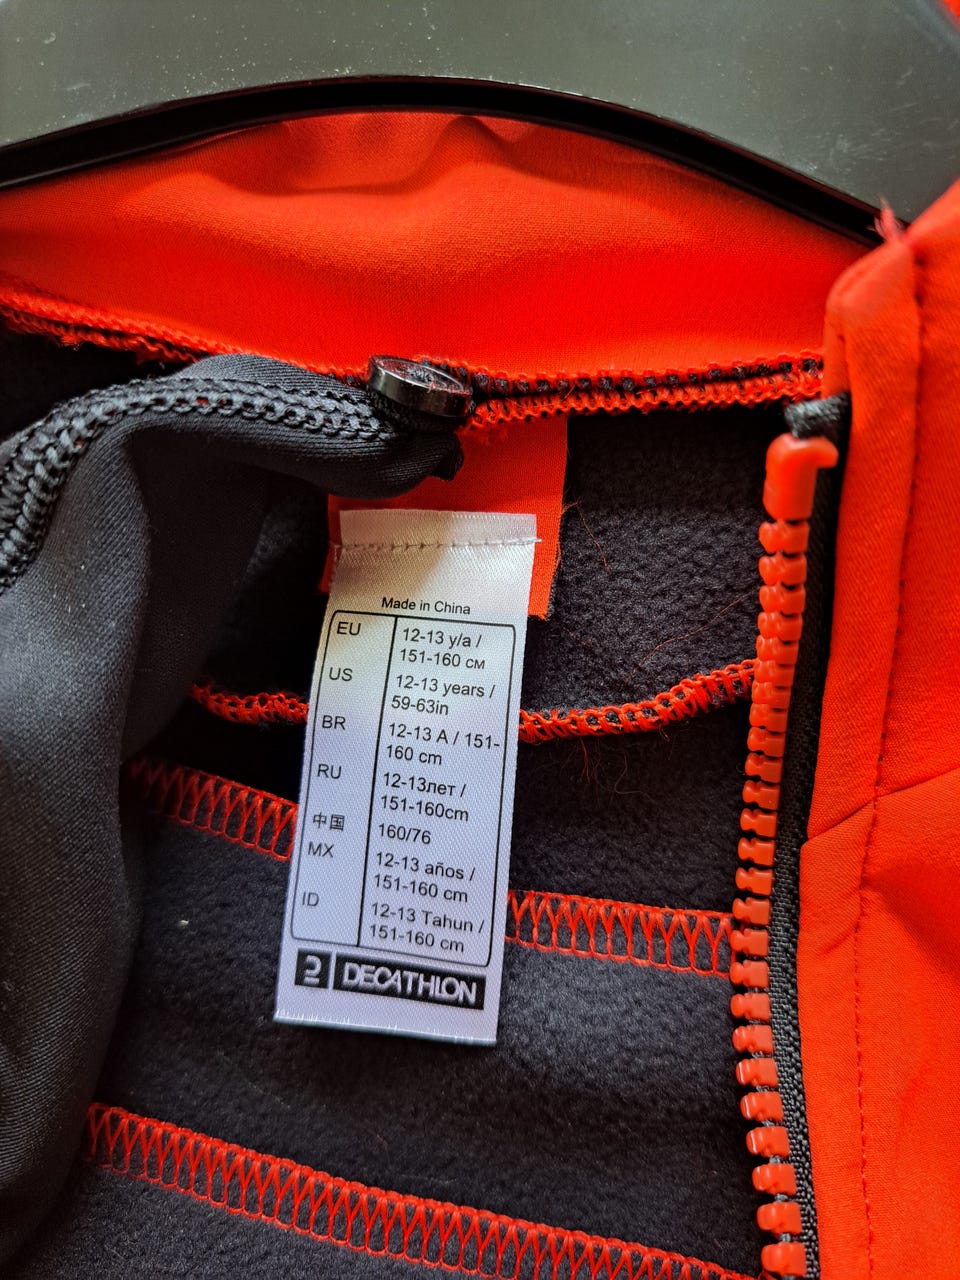 Made in China
EU 12-13 y/a /
151-160 см
US 12-13 years /
59-63in
BR 12-13 A / 151-
160 cm
RU 12-13лет /
151-160cm
中国 160/76
MX 12-13 años /
151-160 cm
ID 12-13 Tahun /
151-160 cm
DECATHLON